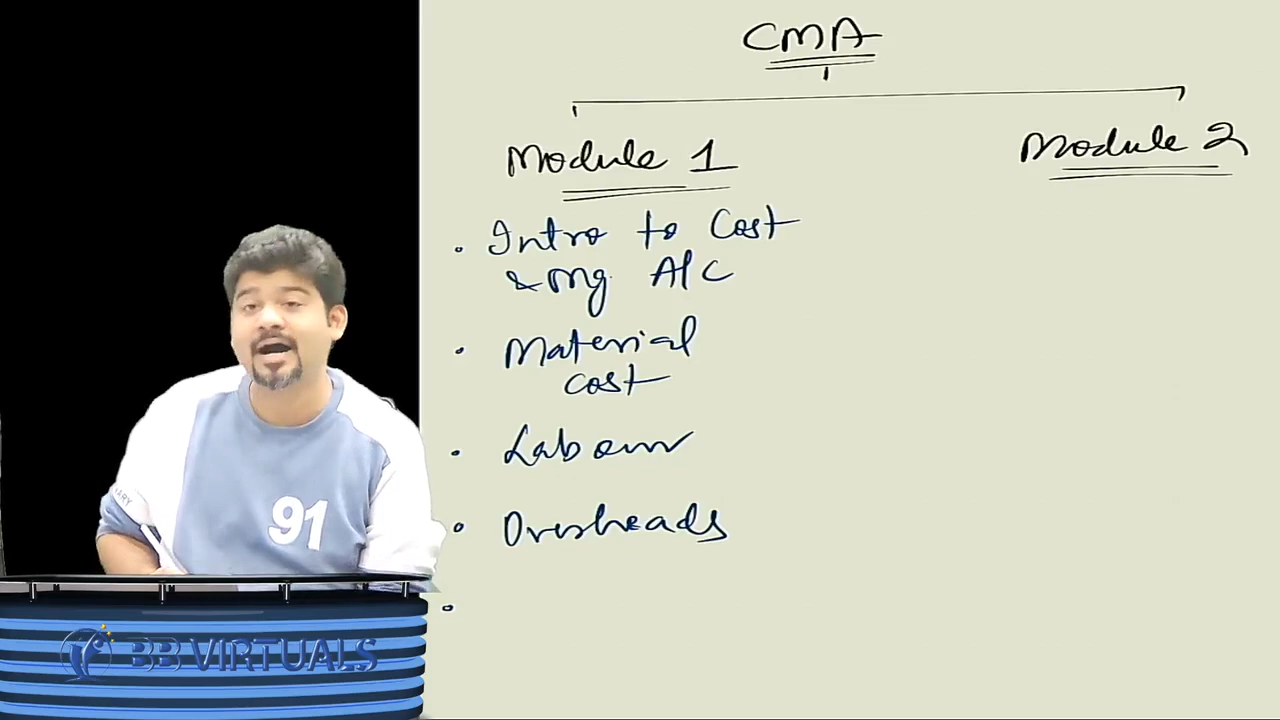 CMA
Module 1
Module 2
. Intro to Cost
& Mg. A/C
. Material
cost
. Labour
. Overheads
.
91
BB VIRTUALS